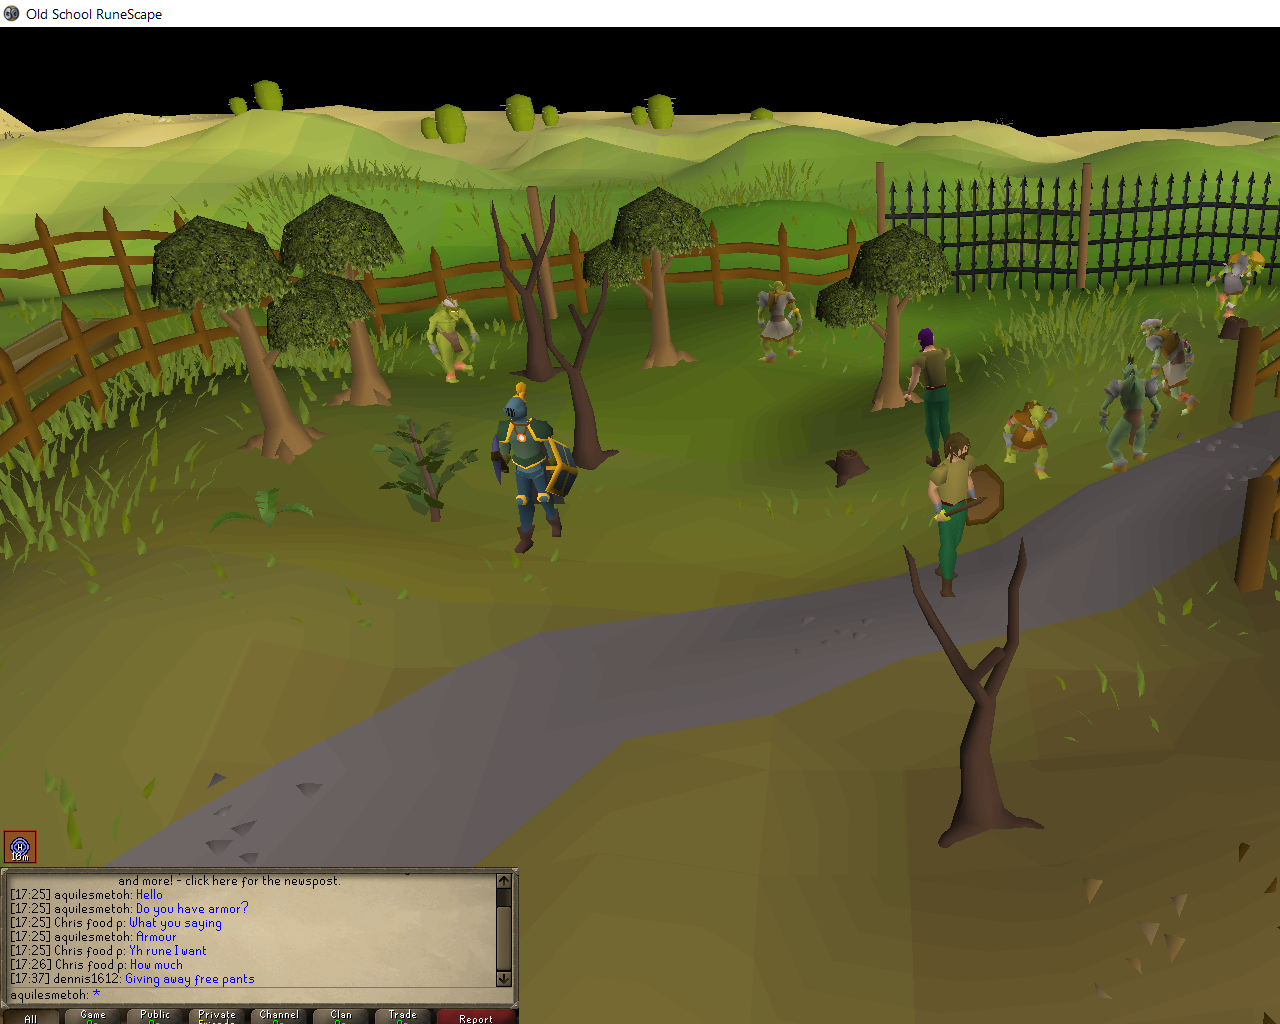 Old School RuneScape
16m
and more! - click here for the newspost.
[17:25] aquilesmetoh: Hello
[17:25] aquilesmetoh: Do you have armor?
[17:25] Chris food p: What you saying
[17:25] aquilesmetoh: Armour
[17:25] Chris food p: Yh rune I want
[17:26] Chris food p: How much
[17:37] dennis1612: Giving away free pants
aquilesmetoh: *
All Game Public Private Channel Clan Trade Report